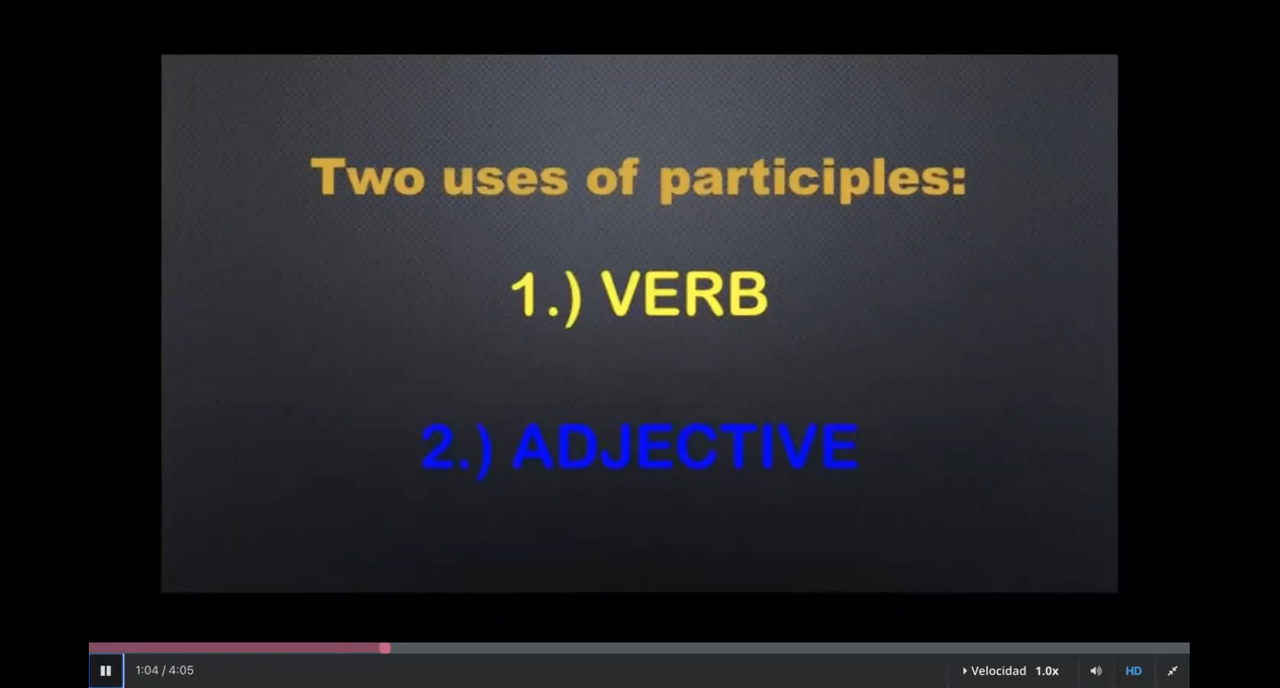 Two uses of participles:
1.) VERB
2.) ADJECTIVE
1:04 / 4:05
Velocidad 1.0x
HD